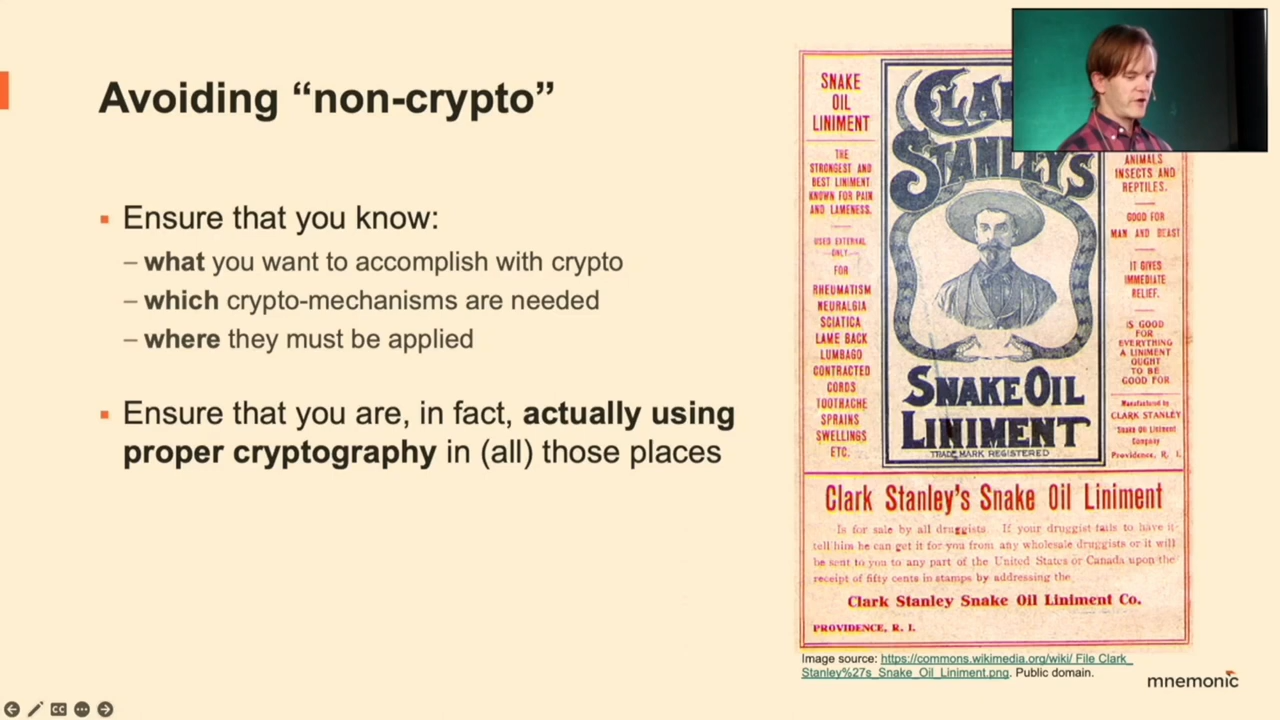 Avoiding “non-crypto”
▪ Ensure that you know:
– what you want to accomplish with crypto
– which crypto-mechanisms are needed
– where they must be applied
▪ Ensure that you are, in fact, actually using
proper cryptography in (all) those places
SNAKE
OIL
LINIMENT
THE
STRONGEST AND
BEST LINIMENT
KNOWN FOR PAIN
AND LAMENESS.
USED EXTERNAL
ONLY.
FOR
RHEUMATISM
NEURALGIA
SCIATICA
LAME BACK
LUMBAGO
CONTRACTED
CORDS
TOOTHACHE
SPRAINS
SWELLINGS
ETC.
CLA
STANLEY'S
SNAKE OIL
LINIMENT
TRADE MARK REGISTERED
ANIMALS
INSECTS AND
REPTILES.
GOOD FOR
MAN AND BEAST
IT GIVES
IMMEDIATE
RELIEF.
IS GOOD
FOR
EVERYTHING
A LINIMENT
OUGHT
TO BE
GOOD FOR
Manufactured by
CLARK STANLEY
Snake Oil Liniment
Company
Providence, R. I.
Clark Stanley's Snake Oil Liniment
Is for sale by all druggists. If your druggist fails to have it
tell him he can get it for you from any wholesale druggists or it will
be sent to you to any part of the United States or Canada upon the
receipt of fifty cents in stamps by addressing the
Clark Stanley Snake Oil Liniment Co.
PROVIDENCE, R. I.
Image source: https://commons.wikimedia.org/wiki/ File Clark_
Stanley%27s_Snake_Oil_Liniment.png. Public domain.
mnemonic
CC